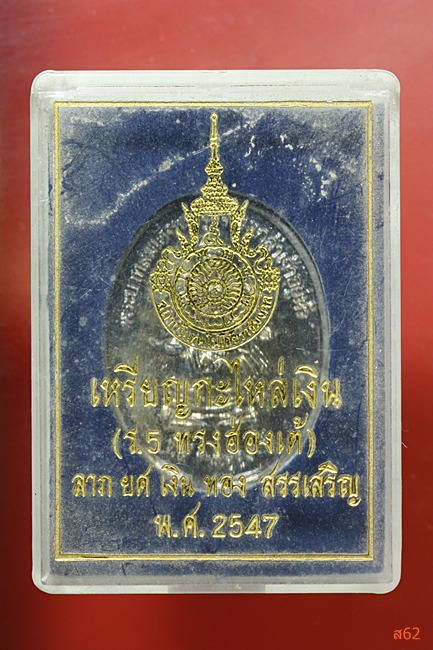 เหรียญกะไหล่เงิน
(ร.5 ทรงฮ่องเต้)
ลาภ ยศ เงิน ทอง สรรเสริญ
พ.ศ. 2547
ส62